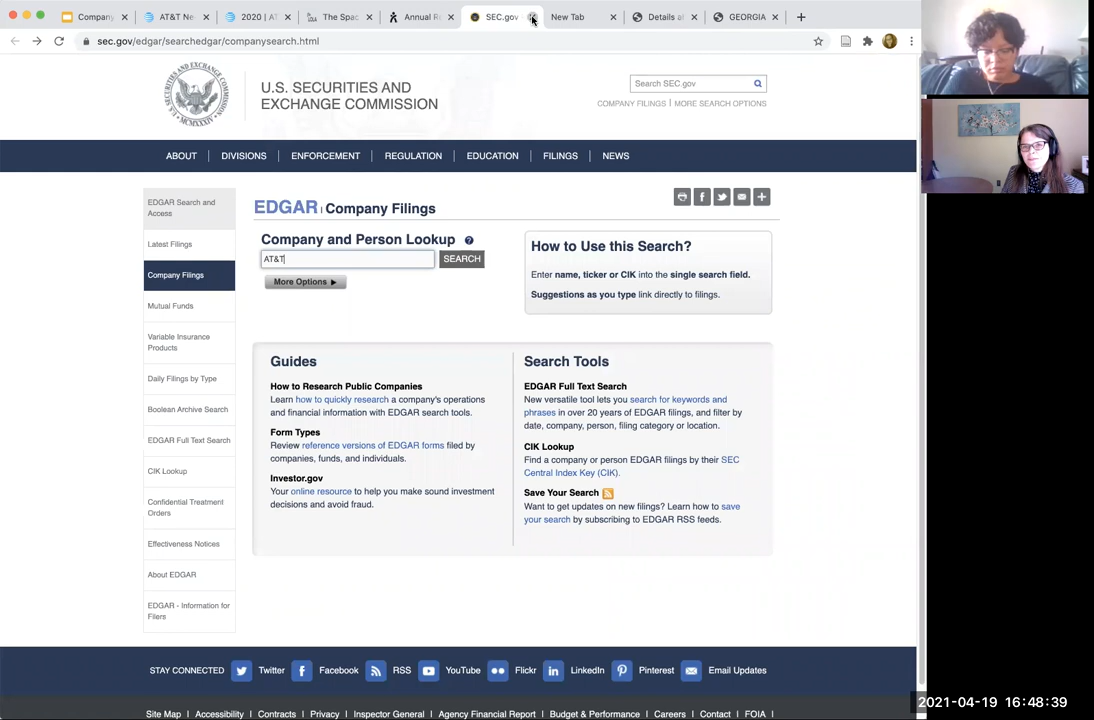 Company
AT&T Ne
2020 | AT
The Spac
Annual R
SEC.gov
New Tab
Details a
GEORGIA
sec.gov/edgar/searchedgar/companysearch.html
U.S. SECURITIES AND
EXCHANGE COMMISSION
Search SEC.gov
COMPANY FILINGS | MORE SEARCH OPTIONS
ABOUT | DIVISIONS | ENFORCEMENT | REGULATION | EDUCATION | FILINGS | NEWS
EDGAR Search and
Access
Latest Filings
Company Filings
Mutual Funds
Variable Insurance
Products
Daily Filings by Type
Boolean Archive Search
EDGAR Full Text Search
CIK Lookup
Confidential Treatment
Orders
Effectiveness Notices
About EDGAR
EDGAR - Information for
Filers
EDGAR | Company Filings
Company and Person Lookup
AT&T
SEARCH
More Options ▶
How to Use this Search?
Enter name, ticker or CIK into the single search field.
Suggestions as you type link directly to filings.
Guides
How to Research Public Companies
Learn how to quickly research a company's operations
and financial information with EDGAR search tools.
Form Types
Review reference versions of EDGAR forms filed by
companies, funds, and individuals.
Investor.gov
Your online resource to help you make sound investment
decisions and avoid fraud.
Search Tools
EDGAR Full Text Search
New versatile tool lets you search for keywords and
phrases in over 20 years of EDGAR filings, and filter by
date, company, person, filing category or location.
CIK Lookup
Find a company or person EDGAR filings by their SEC
Central Index Key (CIK).
Save Your Search
Want to get updates on new filings? Learn how to save
your search by subscribing to EDGAR RSS feeds.
STAY CONNECTED Twitter Facebook RSS YouTube Flickr LinkedIn Pinterest Email Updates
Site Map | Accessibility | Contracts | Privacy | Inspector General | Agency Financial Report | Budget & Performance | Careers | Contact | FOIA |
2021-04-19 16:48:39